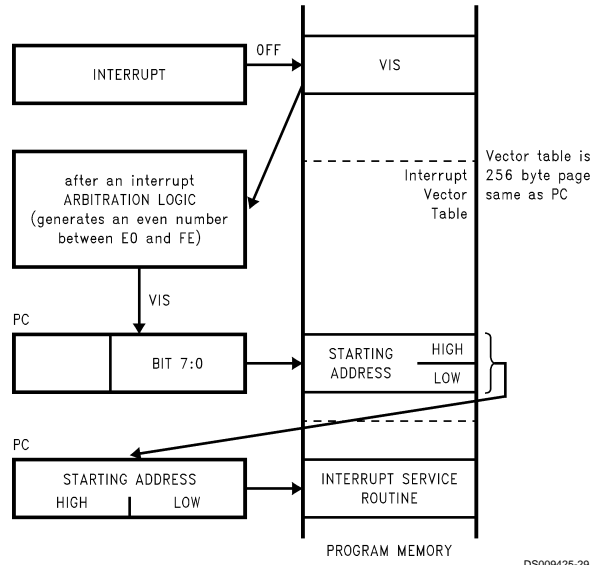 INTERRUPT
OFF
VIS
after an interrupt
ARBITRATION LOGIC
(generates an even number
between E0 and FE)
Interrupt
Vector
Table
Vector table is
256 byte page
same as PC
VIS
PC
BIT 7:0
STARTING
ADDRESS
HIGH
LOW
PC
STARTING ADDRESS
HIGH
LOW
INTERRUPT SERVICE
ROUTINE
PROGRAM MEMORY
DS009425-29